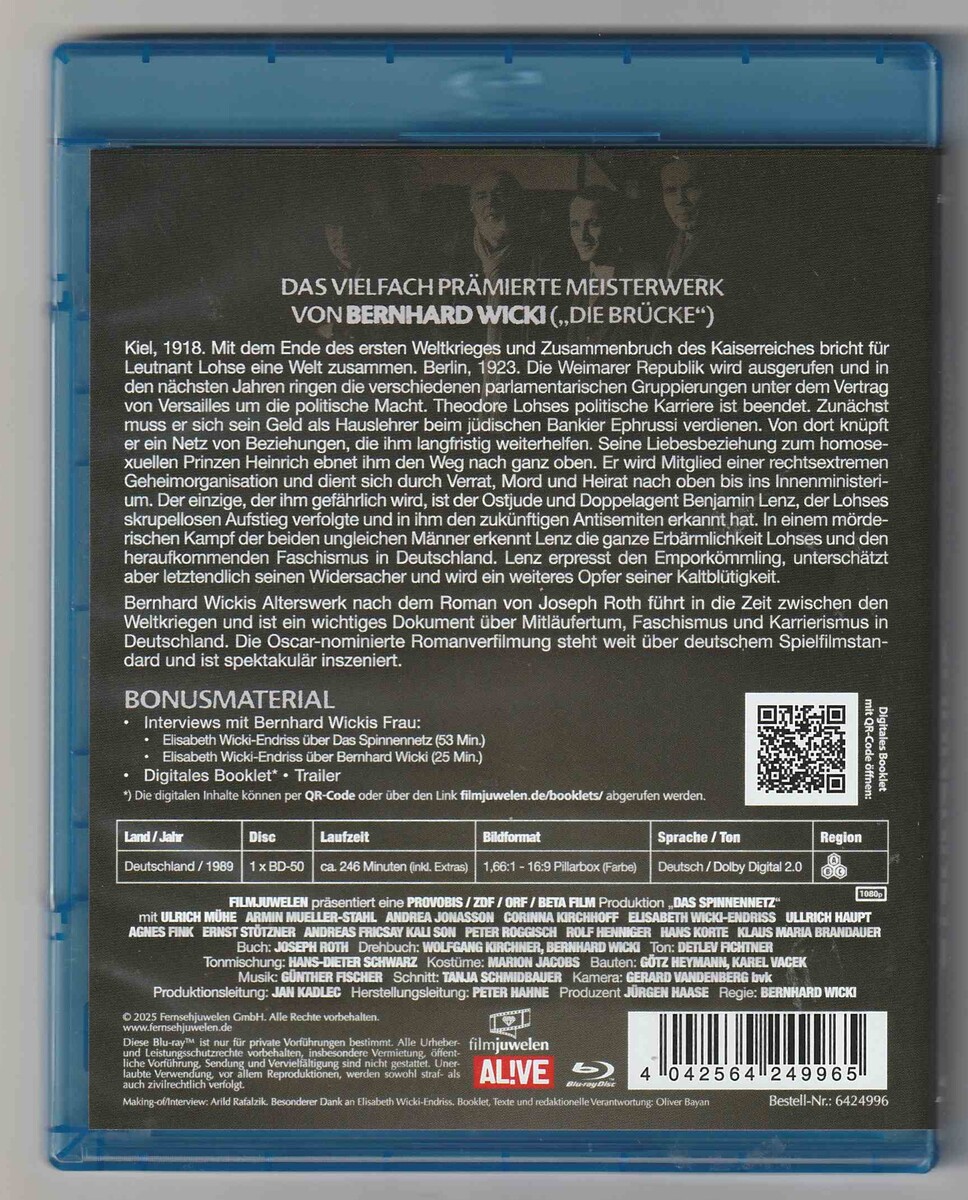 DAS VIELFACH PRÄMIERTE MEISTERWERK
VON BERNHARD WICKI („DIE BRÜCKE“)
Kiel, 1918. Mit dem Ende des ersten Weltkrieges und Zusammenbruch des Kaiserreiches bricht für
Leutnant Lohse eine Welt zusammen. Berlin, 1923. Die Weimarer Republik wird ausgerufen und in
den nächsten Jahren ringen die verschiedenen parlamentarischen Gruppierungen unter dem Vertrag
von Versailles um die politische Macht. Theodore Lohses politische Karriere ist beendet. Zunächst
muss er sich sein Geld als Hauslehrer beim jüdischen Bankier Ephrussi verdienen. Von dort knüpft
er ein Netz von Beziehungen, die ihm langfristig weiterhelfen. Seine Liebesbeziehung zum homose-
xuellen Prinzen Heinrich ebnet ihm den Weg nach ganz oben. Er wird Mitglied einer rechtsextremen
Geheimorganisation und dient sich durch Verrat, Mord und Heirat nach oben bis ins Innenministeri-
um. Der einzige, der ihm gefährlich wird, ist der Ostjude und Doppelagent Benjamin Lenz, der Lohses
skrupellosen Aufstieg verfolgte und in ihm den zukünftigen Antisemiten erkannt hat. In einem mörde-
rischen Kampf der beiden ungleichen Männer erkennt Lenz die ganze Erbärmlichkeit Lohses und den
heraufkommenden Faschismus in Deutschland. Lenz erpresst den Emporkömmling, unterschätzt
aber letztendlich seinen Widersacher und wird ein weiteres Opfer seiner Kaltblütigkeit.
Bernhard Wickis Alterswerk nach dem Roman von Joseph Roth führt in die Zeit zwischen den
Weltkriegen und ist ein wichtiges Dokument über Mitläufertum, Faschismus und Karrierismus in
Deutschland. Die Oscar-nominierte Romanverfilmung steht weit über deutschem Spielfilmstan-
dard und ist spektakulär inszeniert.
BONUSMATERIAL
• Interviews mit Bernhard Wickis Frau:
• Elisabeth Wicki-Endriss über Das Spinnennetz (53 Min.)
• Elisabeth Wicki-Endriss über Bernhard Wicki (25 Min.)
• Digitales Booklet* • Trailer
*) Die digitalen Inhalte können per QR-Code oder über den Link filmjuwelen.de/booklets/ abgerufen werden.
Digitales Booklet
mit QR-Code öffnen:
Land / Jahr Disc Laufzeit Bildformat Sprache / Ton Region
Deutschland / 1989 1 x BD-50 ca. 246 Minuten (inkl. Extras) 1,66:1 - 16:9 Pillarbox (Farbe) Deutsch / Dolby Digital 2.0 A B C
1080p
FILMJUWELEN präsentiert eine PROVOBIS / ZDF / ORF / BETA FILM Produktion „DAS SPINNENNETZ“
mit ULRICH MÜHE ARMIN MUELLER-STAHL ANDREA JONASSON CORINNA KIRCHHOFF ELISABETH WICKI-ENDRISS ULLRICH HAUPT
AGNES FINK ERNST STÖTZNER ANDREAS FRICSAY KALI SON PETER ROGGISCH ROLF HENNIGER HANS KORTE KLAUS MARIA BRANDAUER
Buch: JOSEPH ROTH Drehbuch: WOLFGANG KIRCHNER, BERNHARD WICKI Ton: DETLEV FICHTNER
Tonmischung: HANS-DIETER SCHWARZ Kostüme: MARION JACOBS Bauten: GÖTZ HEYMANN, KAREL VACEK
Musik: GÜNTHER FISCHER Schnitt: TANJA SCHMIDBAUER Kamera: GERARD VANDENBERG bvk
Produktionsleitung: JAN KADLEC Herstellungsleitung: PETER HAHNE Produzent JÜRGEN HAASE Regie: BERNHARD WICKI
© 2025 Fernsehjuwelen GmbH. Alle Rechte vorbehalten.
www.fernsehjuwelen.de
Diese Blu-ray™ ist nur für private Vorführungen bestimmt. Alle Urheber-
und Leistungsschutzrechte vorbehalten, insbesondere Vermietung, öffent-
liche Vorführung, Sendung und Vervielfältigung sind nicht gestattet. Uner-
laubte Verwendung, vor allem Reproduktionen, werden sowohl straf- als
auch zivilrechtlich verfolgt.
filmjuwelen
AL!VE
Blu-ray Disc
4 042564 249965
Making-of/Interview: Arild Rafalzik. Besonderer Dank an Elisabeth Wicki-Endriss. Booklet, Texte und redaktionelle Verantwortung: Oliver Bayan
Bestell-Nr.: 6424996